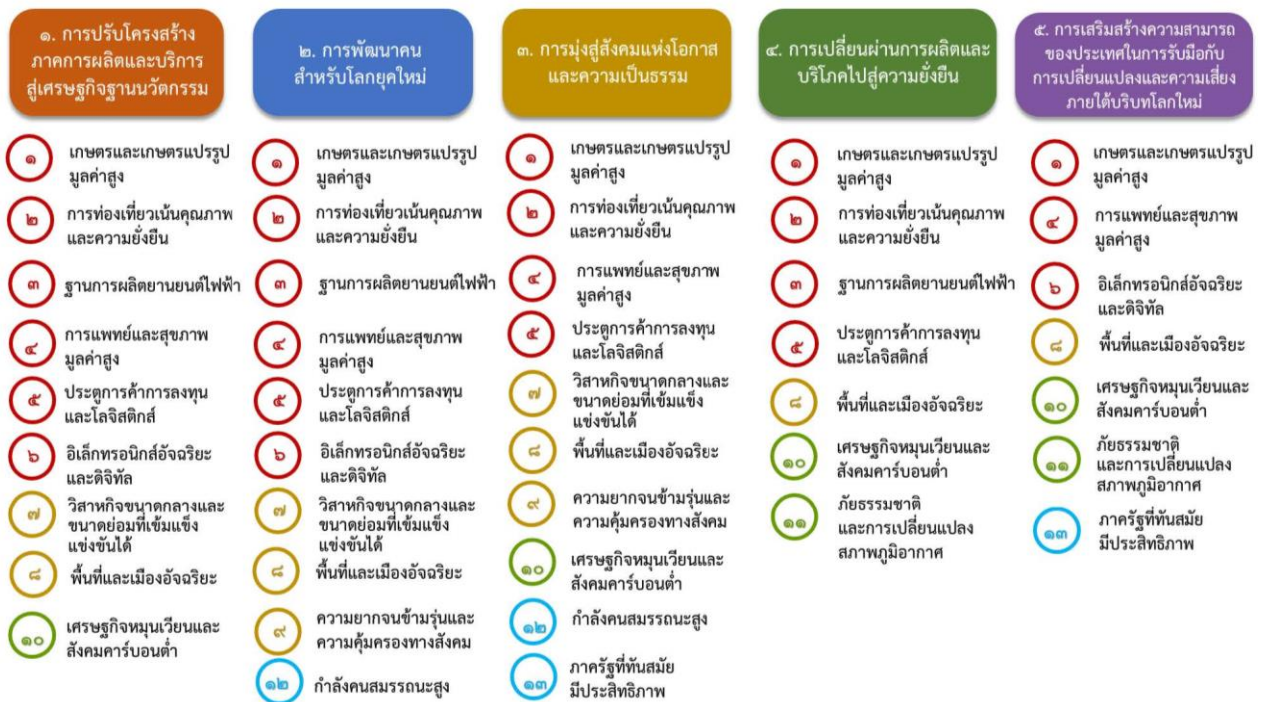 ๑. การปรับโครงสร้าง
ภาคการผลิตและบริการ
สู่เศรษฐกิจฐานนวัตกรรม
๑
เกษตรและเกษตรแปรรูป
มูลค่าสูง
๒
การท่องเที่ยวเน้นคุณภาพ
และความยั่งยืน
๓
ฐานการผลิตยานยนต์ไฟฟ้า
๔
การแพทย์และสุขภาพ
มูลค่าสูง
๕
ประตูการค้าการลงทุน
และโลจิสติกส์
๖
อิเล็กทรอนิกส์อัจฉริยะ
และดิจิทัล
๗
วิสาหกิจขนาดกลางและ
ขนาดย่อมที่เข้มแข็ง
แข่งขันได้
๘
พื้นที่และเมืองอัจฉริยะ
๑๐
เศรษฐกิจหมุนเวียนและ
สังคมคาร์บอนต่ำ
๒. การพัฒนาคน
สำหรับโลกยุคใหม่
๑
เกษตรและเกษตรแปรรูป
มูลค่าสูง
๒
การท่องเที่ยวเน้นคุณภาพ
และความยั่งยืน
๓
ฐานการผลิตยานยนต์ไฟฟ้า
๔
การแพทย์และสุขภาพ
มูลค่าสูง
๕
ประตูการค้าการลงทุน
และโลจิสติกส์
๖
อิเล็กทรอนิกส์อัจฉริยะ
และดิจิทัล
๗
วิสาหกิจขนาดกลางและ
ขนาดย่อมที่เข้มแข็ง
แข่งขันได้
๘
พื้นที่และเมืองอัจฉริยะ
๙
ความยากจนข้ามรุ่นและ
ความคุ้มครองทางสังคม
๑๒
กำลังคนสมรรถนะสูง
๓. การมุ่งสู่สังคมแห่งโอกาส
และความเป็นธรรม
๑
เกษตรและเกษตรแปรรูป
มูลค่าสูง
๒
การท่องเที่ยวเน้นคุณภาพ
และความยั่งยืน
๔
การแพทย์และสุขภาพ
มูลค่าสูง
๕
ประตูการค้าการลงทุน
และโลจิสติกส์
๗
วิสาหกิจขนาดกลางและ
ขนาดย่อมที่เข้มแข็ง
แข่งขันได้
๘
พื้นที่และเมืองอัจฉริยะ
๙
ความยากจนข้ามรุ่นและ
ความคุ้มครองทางสังคม
๑๐
เศรษฐกิจหมุนเวียนและ
สังคมคาร์บอนต่ำ
๑๒
กำลังคนสมรรถนะสูง
๑๓
ภาครัฐที่ทันสมัย
มีประสิทธิภาพ
๔. การเปลี่ยนผ่านการผลิตและ
บริโภคไปสู่ความยั่งยืน
๑
เกษตรและเกษตรแปรรูป
มูลค่าสูง
๒
การท่องเที่ยวเน้นคุณภาพ
และความยั่งยืน
๓
ฐานการผลิตยานยนต์ไฟฟ้า
๕
ประตูการค้าการลงทุน
และโลจิสติกส์
๘
พื้นที่และเมืองอัจฉริยะ
๑๐
เศรษฐกิจหมุนเวียนและ
สังคมคาร์บอนต่ำ
๑๑
ภัยธรรมชาติ
และการเปลี่ยนแปลง
สภาพภูมิอากาศ
๕. การเสริมสร้างความสามารถ
ของประเทศในการรับมือกับ
การเปลี่ยนแปลงและความเสี่ยง
ภายใต้บริบทโลกใหม่
๑
เกษตรและเกษตรแปรรูป
มูลค่าสูง
๔
การแพทย์และสุขภาพ
มูลค่าสูง
๖
อิเล็กทรอนิกส์อัจฉริยะ
และดิจิทัล
๘
พื้นที่และเมืองอัจฉริยะ
๑๐
เศรษฐกิจหมุนเวียนและ
สังคมคาร์บอนต่ำ
๑๑
ภัยธรรมชาติ
และการเปลี่ยนแปลง
สภาพภูมิอากาศ
๑๓
ภาครัฐที่ทันสมัย
มีประสิทธิภาพ